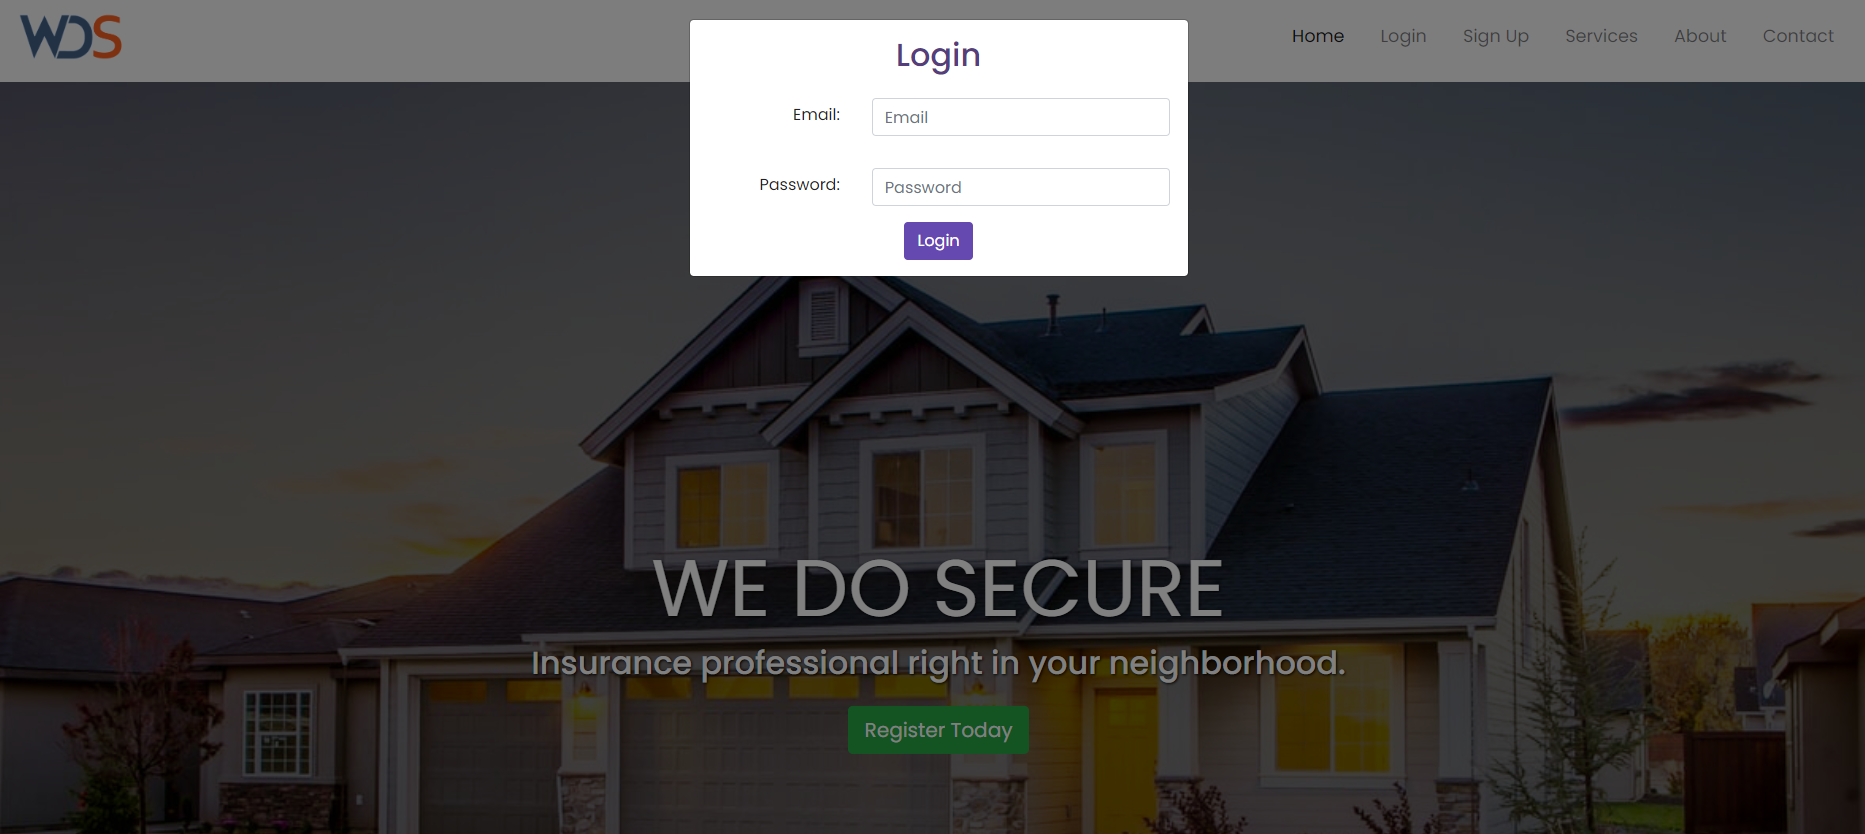 WDS
Home Login Sign Up Services About Contact
Login
Email: Email
Password: Password
Login
WE DO SECURE
Insurance professional right in your neighborhood.
Register Today